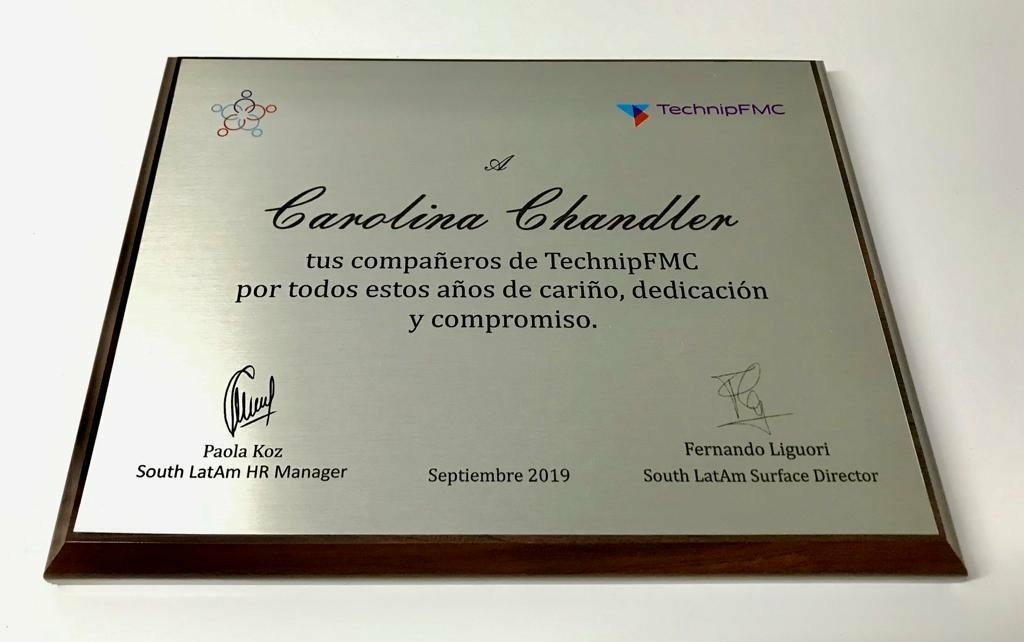 TechnipFMC
A
Carolina Chandler
tus compañeros de TechnipFMC
por todos estos años de cariño, dedicación
y compromiso.
Paola Koz
South LatAm HR Manager
Septiembre 2019
Fernando Liguori
South LatAm Surface Director